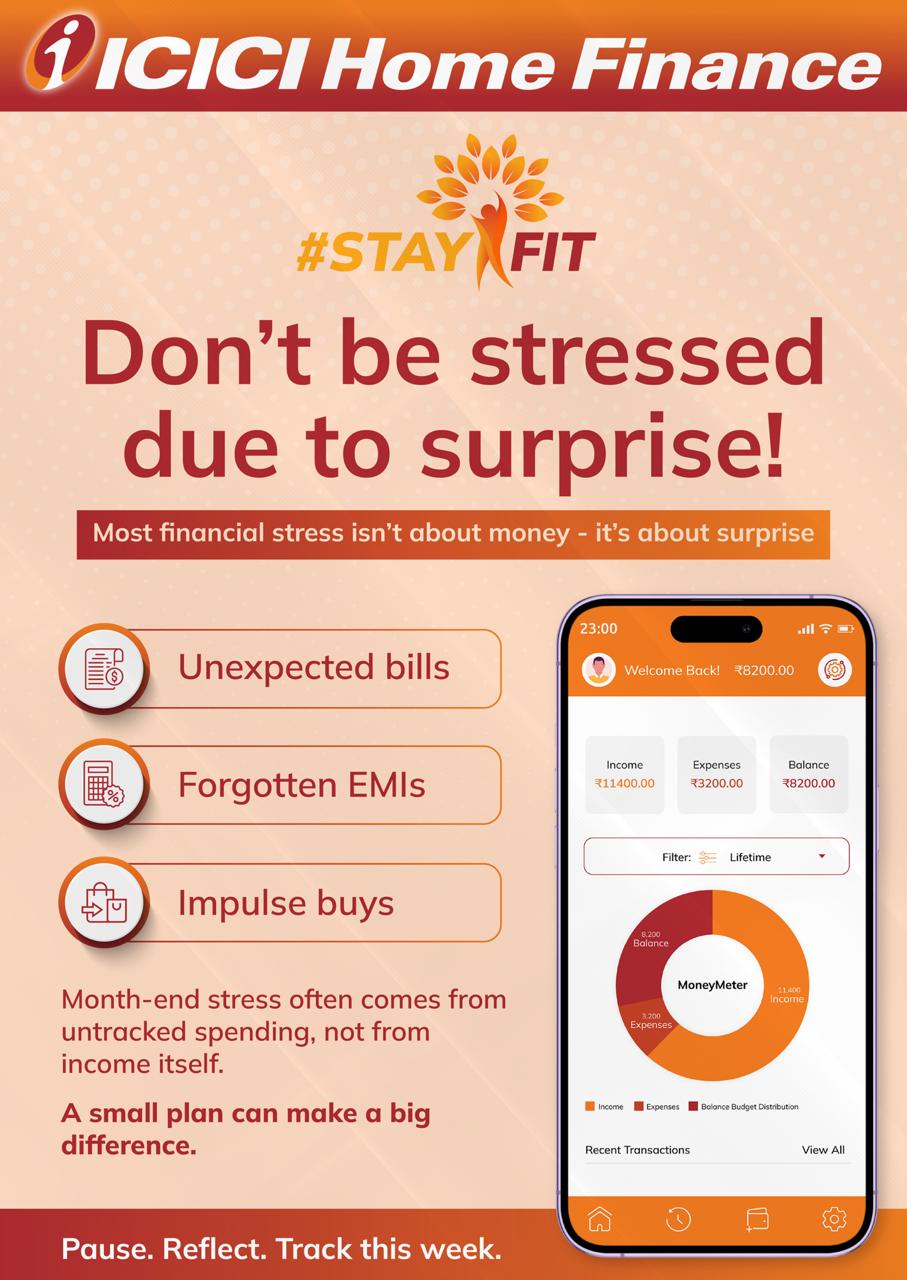 i ICICI Home Finance
#STAY FIT
Don't be stressed
due to surprise!
Most financial stress isn't about money - it's about surprise
Unexpected bills
Forgotten EMIs
Impulse buys
Month-end stress often comes from
untracked spending, not from
income itself.
A small plan can make a big
difference.
Pause. Reflect. Track this week.
23:00
Welcome Back! ₹8200.00
Income
₹11400.00
Expenses
₹3200.00
Balance
₹8200.00
Filter: Lifetime
8,200
Balance
3,200
Expenses
MoneyMeter
11,400
Income
Income Expenses Balance Budget Distribution
Recent Transactions View All